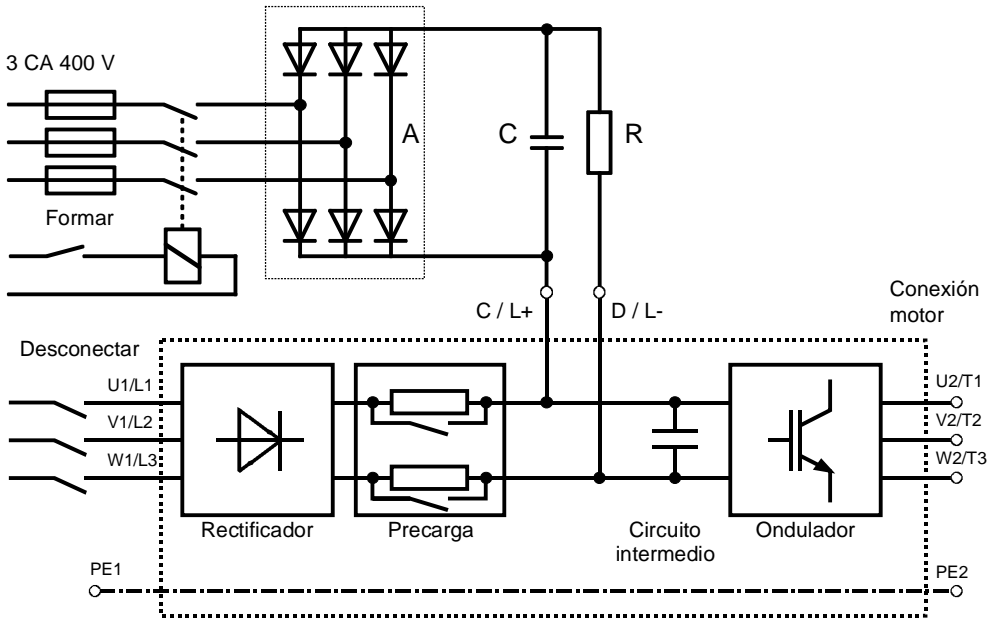 3 CA 400 V
A
C
R
Formar
C / L+
D / L-
Conexión
motor
Desconectar
U1/L1
V1/L2
W1/L3
U2/T1
V2/T2
W2/T3
Rectificador
Precarga
Circuito
intermedio
Ondulador
PE1
PE2